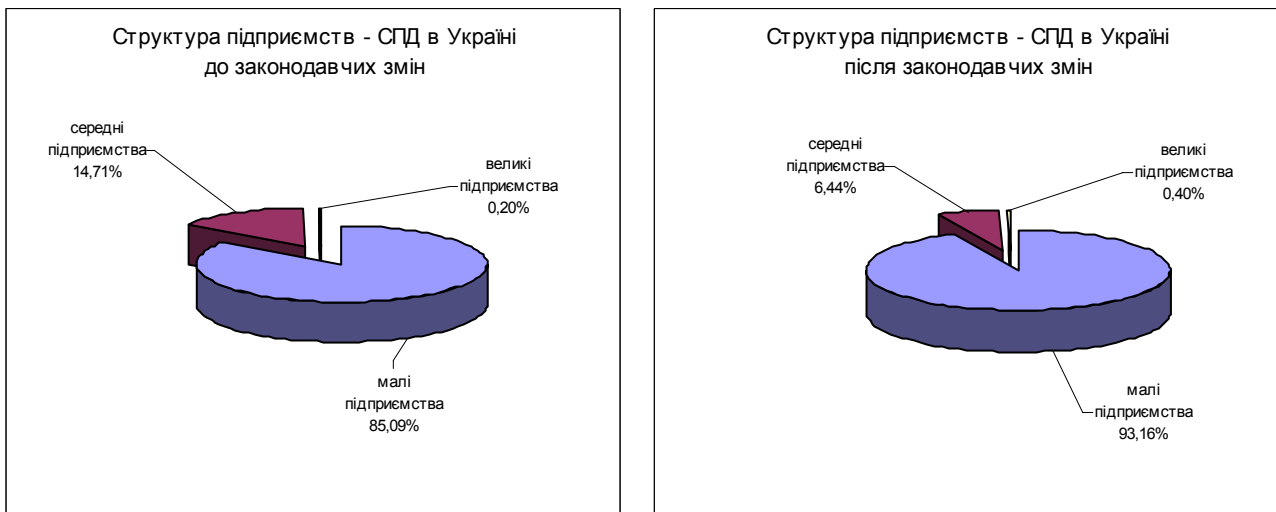 Структура підприємств - СПД в Україні
до законодавчих змін
середні
підприємства
14,71%
великі
підприємства
0,20%
малі
підприємства
85,09%
Структура підприємств - СПД в Україні
після законодавчих змін
середні
підприємства
6,44%
великі
підприємства
0,40%
малі
підприємства
93,16%